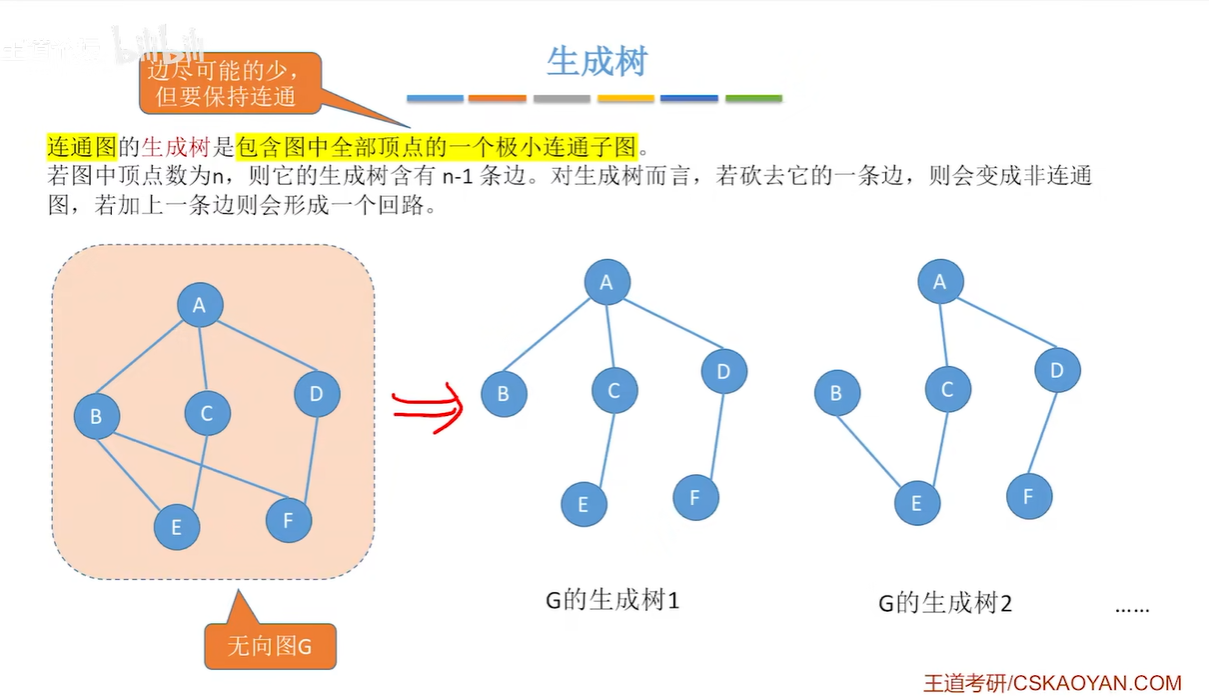 生成树
边尽可能的少，
但要保持连通
连通图的生成树是包含图中全部顶点的一个极小连通子图。
若图中顶点数为n，则它的生成树含有 n-1 条边。对生成树而言，若砍去它的一条边，则会变成非连通
图，若加上一条边则会形成一个回路。
A
B
C
D
E
F
无向图G
A
B
C
D
E
F
G的生成树1
A
B
C
D
E
F
G的生成树2
......
王道考研/CSKAOYAN.COM